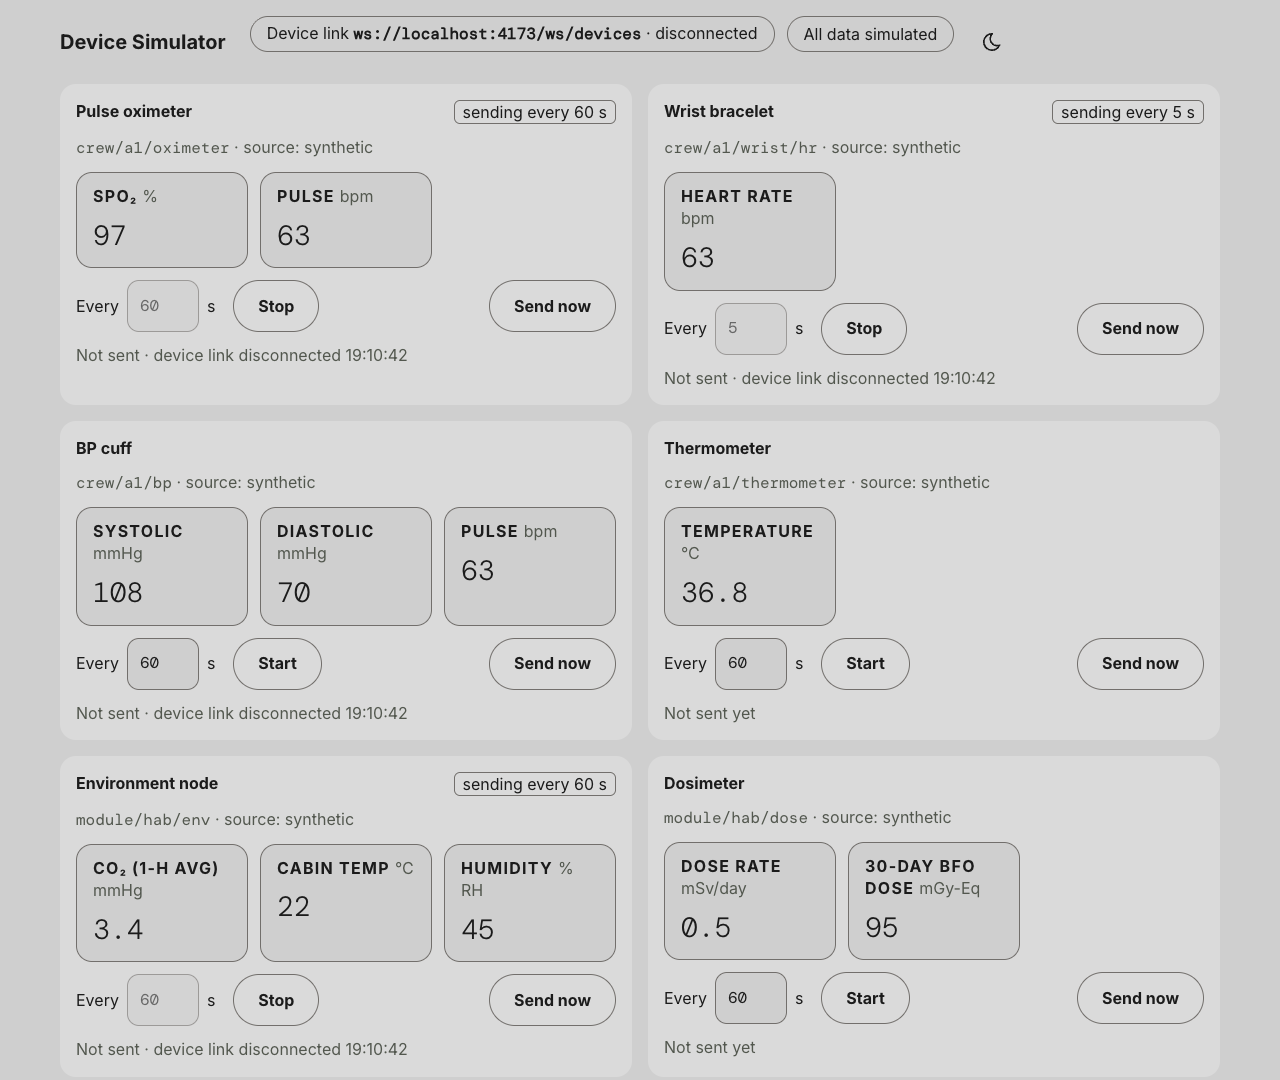 Device Simulator
Device link ws://localhost:4173/ws/devices · disconnected
All data simulated
Pulse oximeter
sending every 60 s
crew/a1/oximeter · source: synthetic
SPO₂ %
97
PULSE bpm
63
Every 60 s
Stop
Send now
Not sent · device link disconnected 19:10:42
Wrist bracelet
sending every 5 s
crew/a1/wrist/hr · source: synthetic
HEART RATE
bpm
63
Every 5 s
Stop
Send now
Not sent · device link disconnected 19:10:42
BP cuff
crew/a1/bp · source: synthetic
SYSTOLIC
mmHg
108
DIASTOLIC
mmHg
70
PULSE bpm
63
Every 60 s
Start
Send now
Not sent · device link disconnected 19:10:42
Thermometer
crew/a1/thermometer · source: synthetic
TEMPERATURE
°C
36.8
Every 60 s
Start
Send now
Not sent yet
Environment node
sending every 60 s
module/hab/env · source: synthetic
CO₂ (1-H AVG)
mmHg
3.4
CABIN TEMP °C
22
HUMIDITY %
RH
45
Every 60 s
Stop
Send now
Not sent · device link disconnected 19:10:42
Dosimeter
module/hab/dose · source: synthetic
DOSE RATE
mSv/day
0.5
30-DAY BFO
DOSE mGy-Eq
95
Every 60 s
Start
Send now
Not sent yet